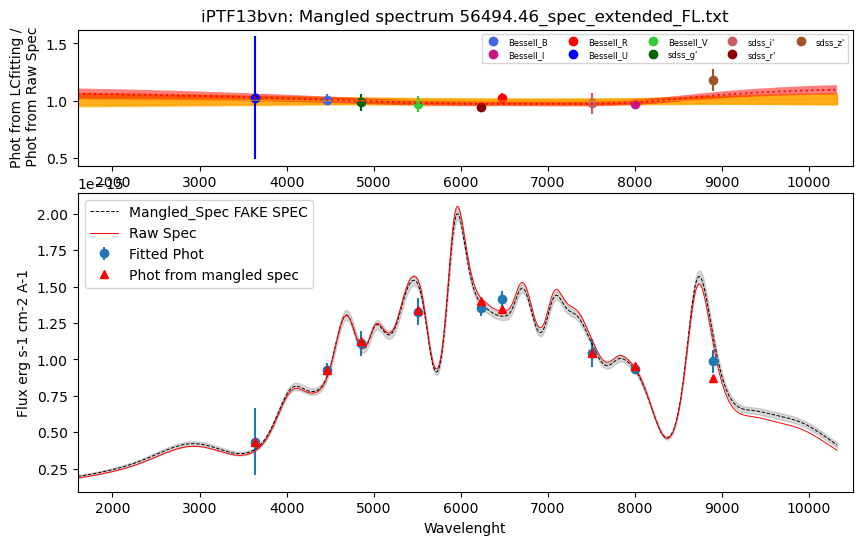 iPTF13bvn: Mangled spectrum 56494.46_spec_extended_FL.txt
Phot from LCfitting /
Phot from Raw Spec
1.5
1.0
0.5
Bessell_B
Bessell_I
Bessell_R
Bessell_U
Bessell_V
sdss_g'
sdss_i'
sdss_r'
sdss_z'
2000 3000 4000 5000 6000 7000 8000 9000 10000
1e−15
Mangled_Spec FAKE SPEC
Raw Spec
Fitted Phot
Phot from mangled spec
Flux erg s-1 cm-2 A-1
2.00
1.75
1.50
1.25
1.00
0.75
0.50
0.25
2000 3000 4000 5000 6000 7000 8000 9000 10000
Wavelenght